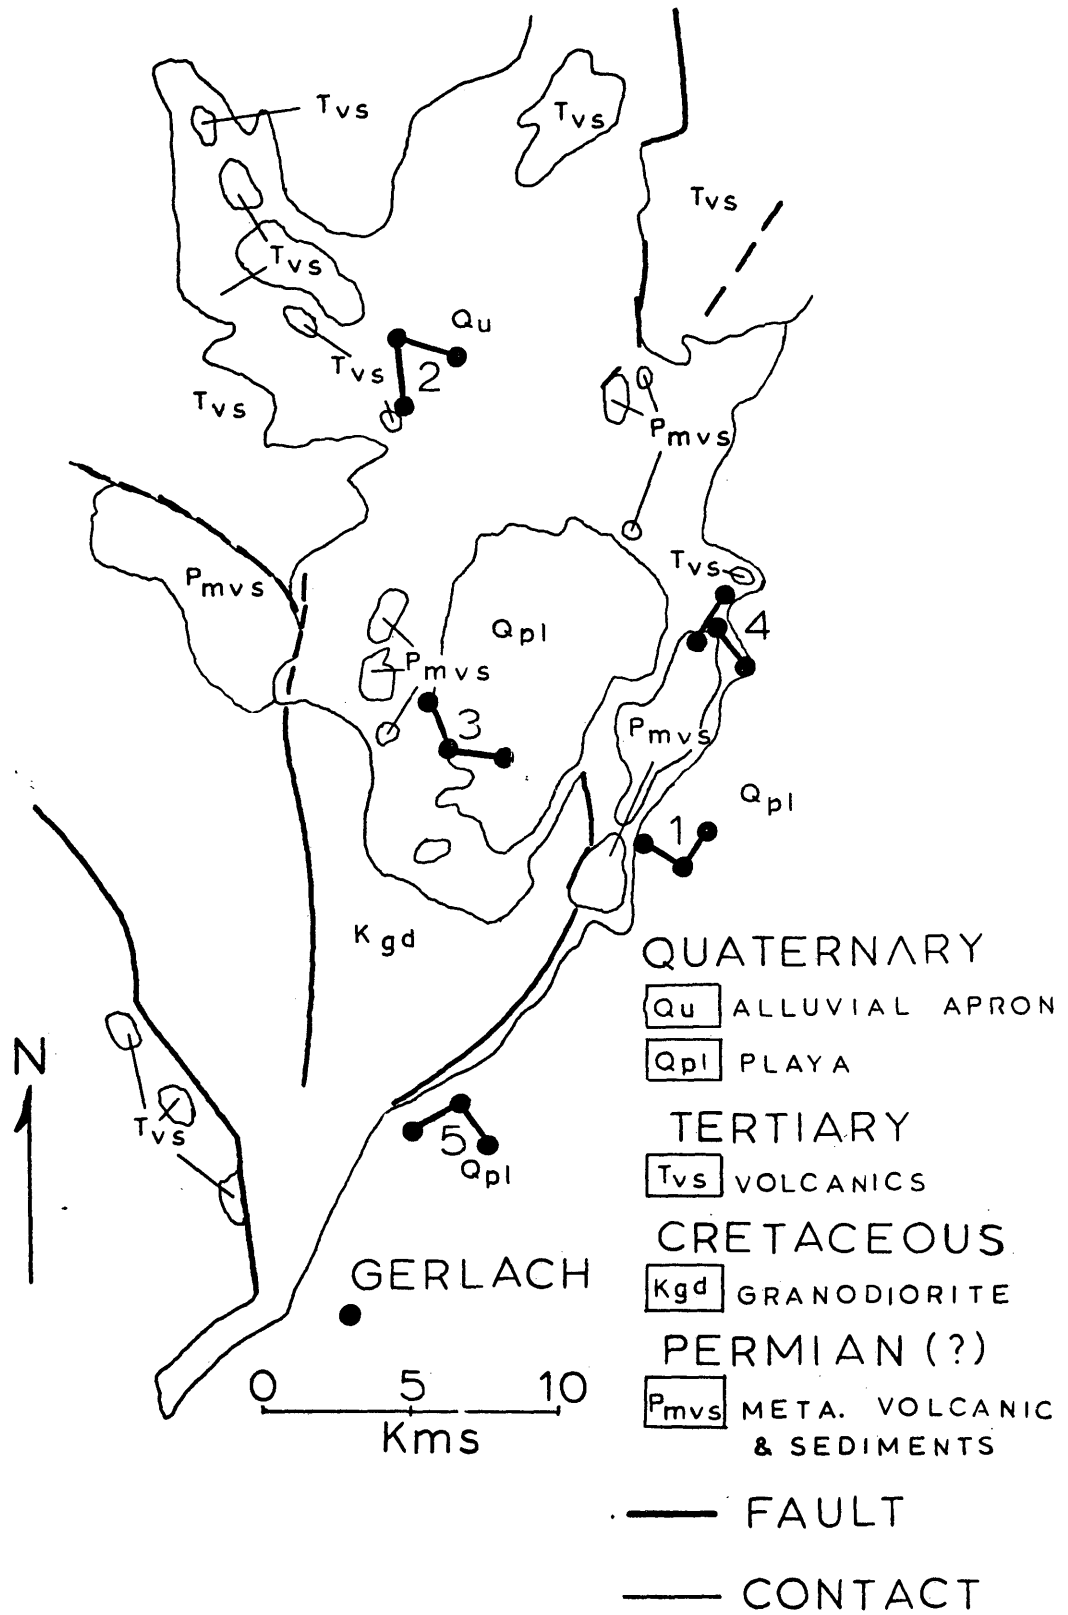 Tvs
Tvs
Tvs
Tvs
Qu
Tvs
2
Tvs
Pmvs
Tvs
Pmvs
Qpl
4
Pmvs
3
Pmvs
Qpl
1
Kgd
QUATERNARY
Qu ALLUVIAL APRON
N
Qpl PLAYA
Tvs
TERTIARY
5
Qpl
Tvs VOLCANICS
CRETACEOUS
GERLACH
Kgd GRANODIORITE
PERMIAN (?)
0 5 10
Kms
Pmvs META. VOLCANIC
& SEDIMENTS
FAULT
CONTACT